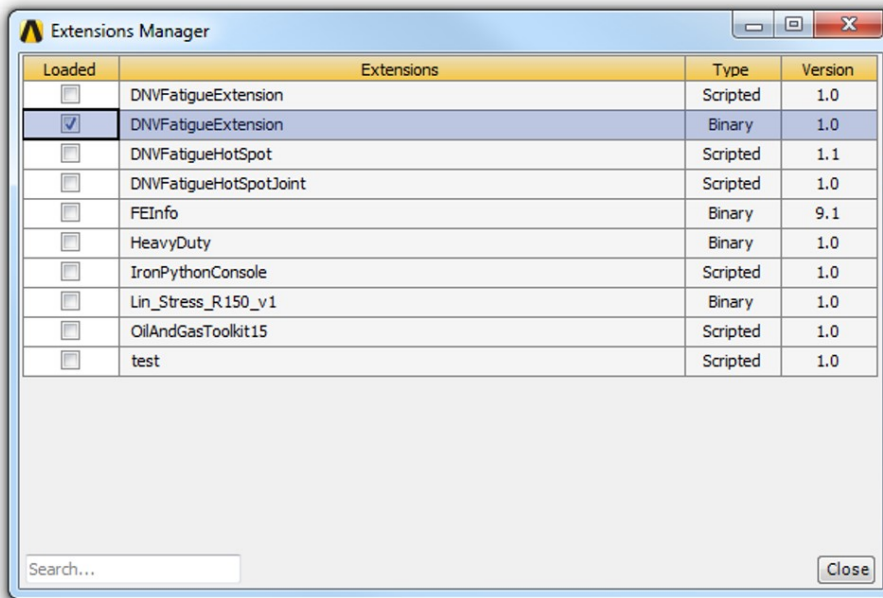 Extensions Manager
Loaded Extensions Type Version
DNVFatigueExtension Scripted 1.0
DNVFatigueExtension Binary 1.0
DNVFatigueHotSpot Scripted 1.1
DNVFatigueHotSpotJoint Scripted 1.0
FEInfo Binary 9.1
HeavyDuty Binary 1.0
IronPythonConsole Scripted 1.0
Lin_Stress_R150_v1 Binary 1.0
OilAndGasToolkit15 Scripted 1.0
test Scripted 1.0
Search... Close